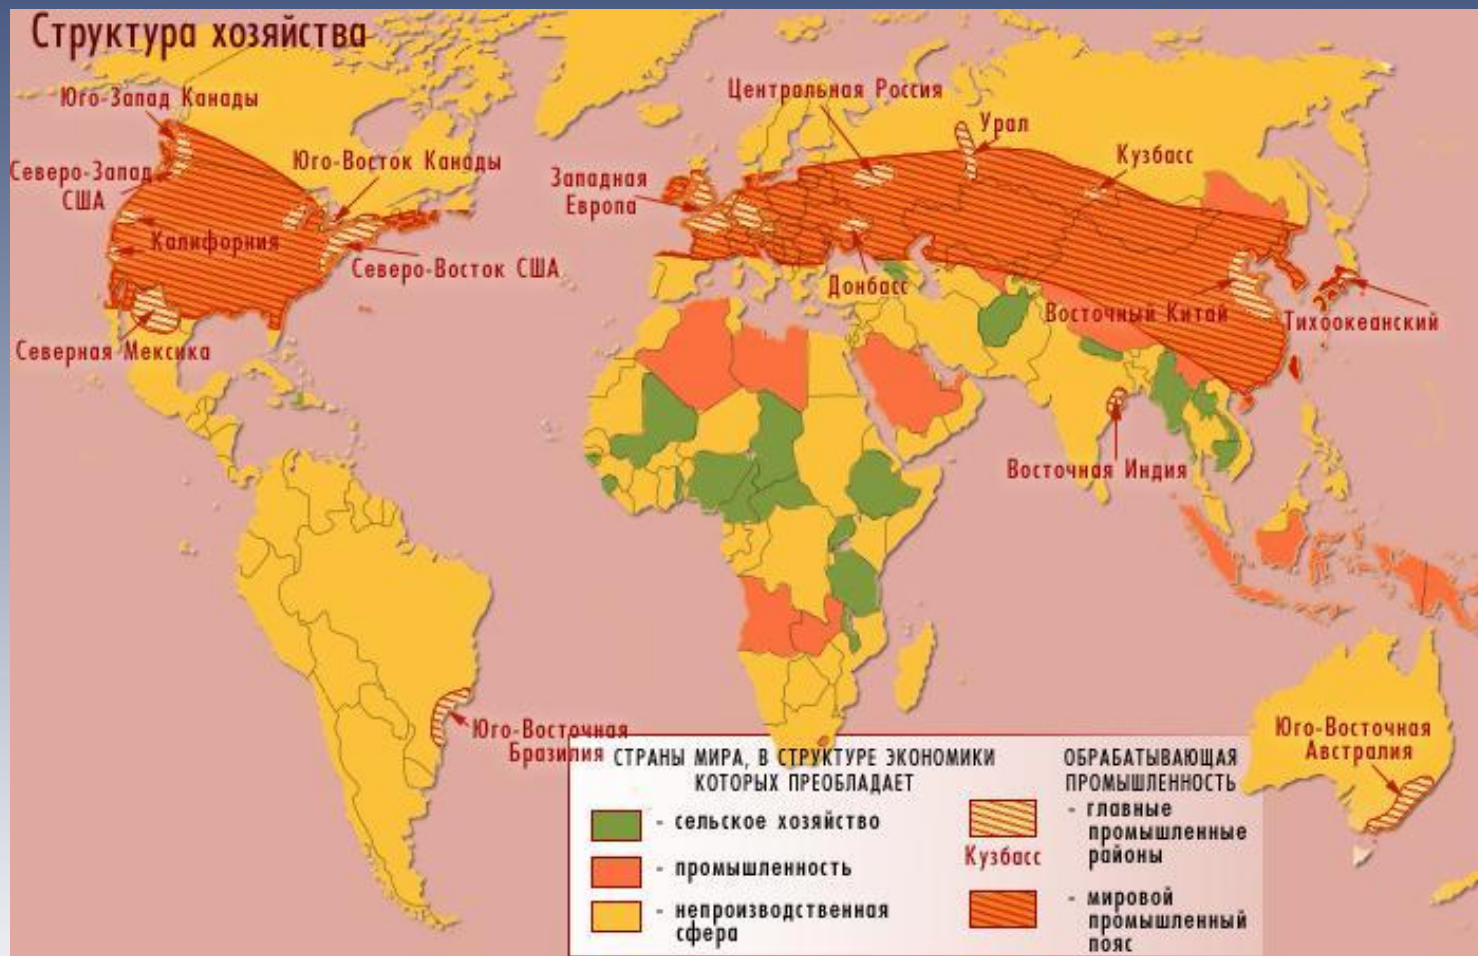 Структура хозяйства
Юго-Запад Канады
Северо-Запад
США
Юго-Восток Канады
Калифорния
Северо-Восток США
Северная Мексика
Центральная Россия
Урал
Кузбасс
Западная
Европа
Донбасс
Восточный Китай
Тихоокеанский
Восточная Индия
Юго-Восточная
Бразилия
Юго-Восточная
Австралия
СТРАНЫ МИРА, В СТРУКТУРЕ ЭКОНОМИКИ
КОТОРЫХ ПРЕОБЛАДАЕТ
- сельское хозяйство
- промышленность
- непроизводственная
сфера
ОБРАБАТЫВАЮЩАЯ
ПРОМЫШЛЕННОСТЬ
- главные
промышленные
районы
Кузбасс
- мировой
промышленный
пояс